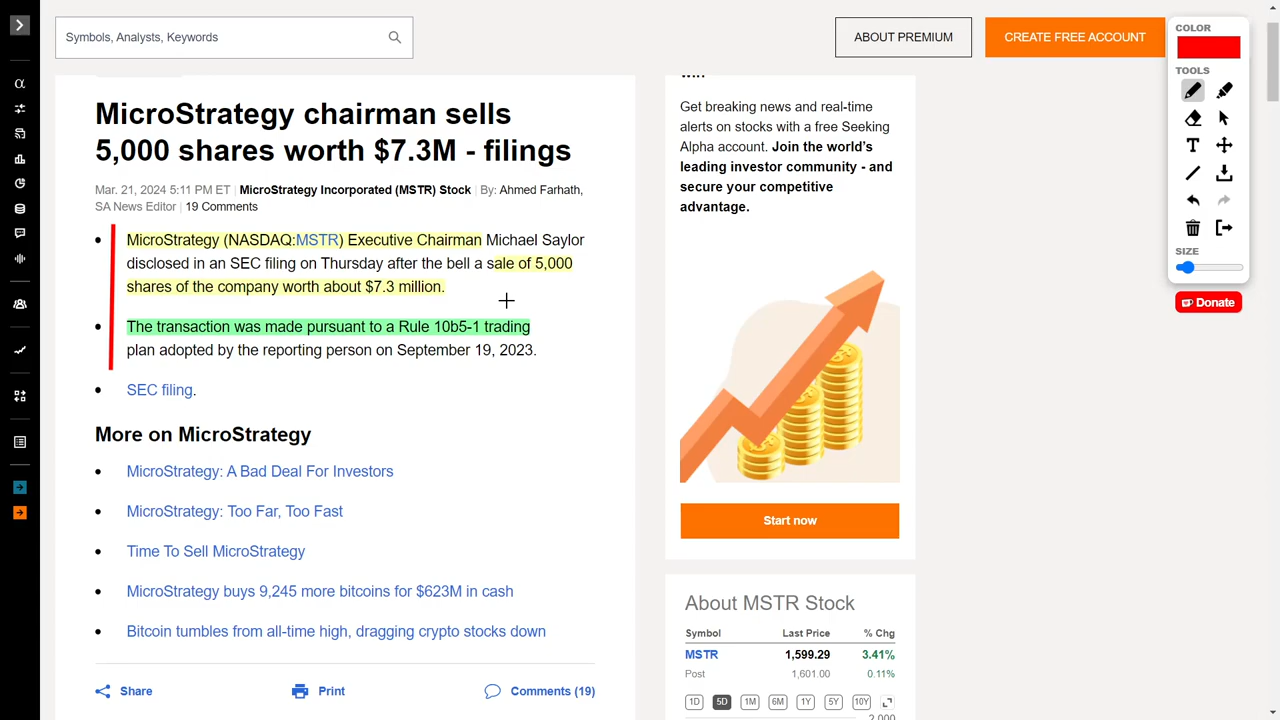 Symbols, Analysts, Keywords
ABOUT PREMIUM
CREATE FREE ACCOUNT
MicroStrategy chairman sells
5,000 shares worth $7.3M - filings
Mar. 21, 2024 5:11 PM ET | MicroStrategy Incorporated (MSTR) Stock | By: Ahmed Farhath,
SA News Editor | 19 Comments
MicroStrategy (NASDAQ:MSTR) Executive Chairman Michael Saylor
disclosed in an SEC filing on Thursday after the bell a sale of 5,000
shares of the company worth about $7.3 million.
The transaction was made pursuant to a Rule 10b5-1 trading
plan adopted by the reporting person on September 19, 2023.
SEC filing.
More on MicroStrategy
MicroStrategy: A Bad Deal For Investors
MicroStrategy: Too Far, Too Fast
Time To Sell MicroStrategy
MicroStrategy buys 9,245 more bitcoins for $623M in cash
Bitcoin tumbles from all-time high, dragging crypto stocks down
Share
Print
Comments (19)
win
Get breaking news and real-time
alerts on stocks with a free Seeking
Alpha account. Join the world's
leading investor community - and
secure your competitive
advantage.
Start now
About MSTR Stock
Symbol Last Price % Chg
MSTR 1,599.29 3.41%
Post 1,601.00 0.11%
1D 5D 1M 6M 1Y 5Y 10Y
2,000
COLOR
TOOLS
T
SIZE
Donate